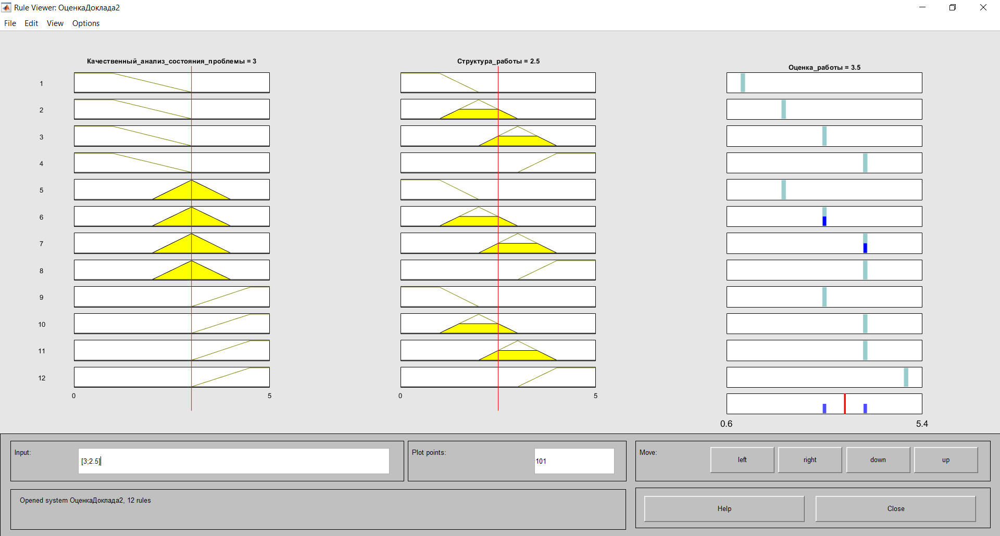 Rule Viewer: ОценкаДоклада2
File Edit View Options
Качественный_анализ_состояния_проблемы = 3
Структура_работы = 2.5
Оценка_работы = 3.5
1
2
3
4
5
6
7
8
9
10
11
12
0 5
0 5
0.6 5.4
Input:
[3;2.5]
Plot points:
101
Move:
left
right
down
up
Opened system ОценкаДоклада2, 12 rules
Help
Close